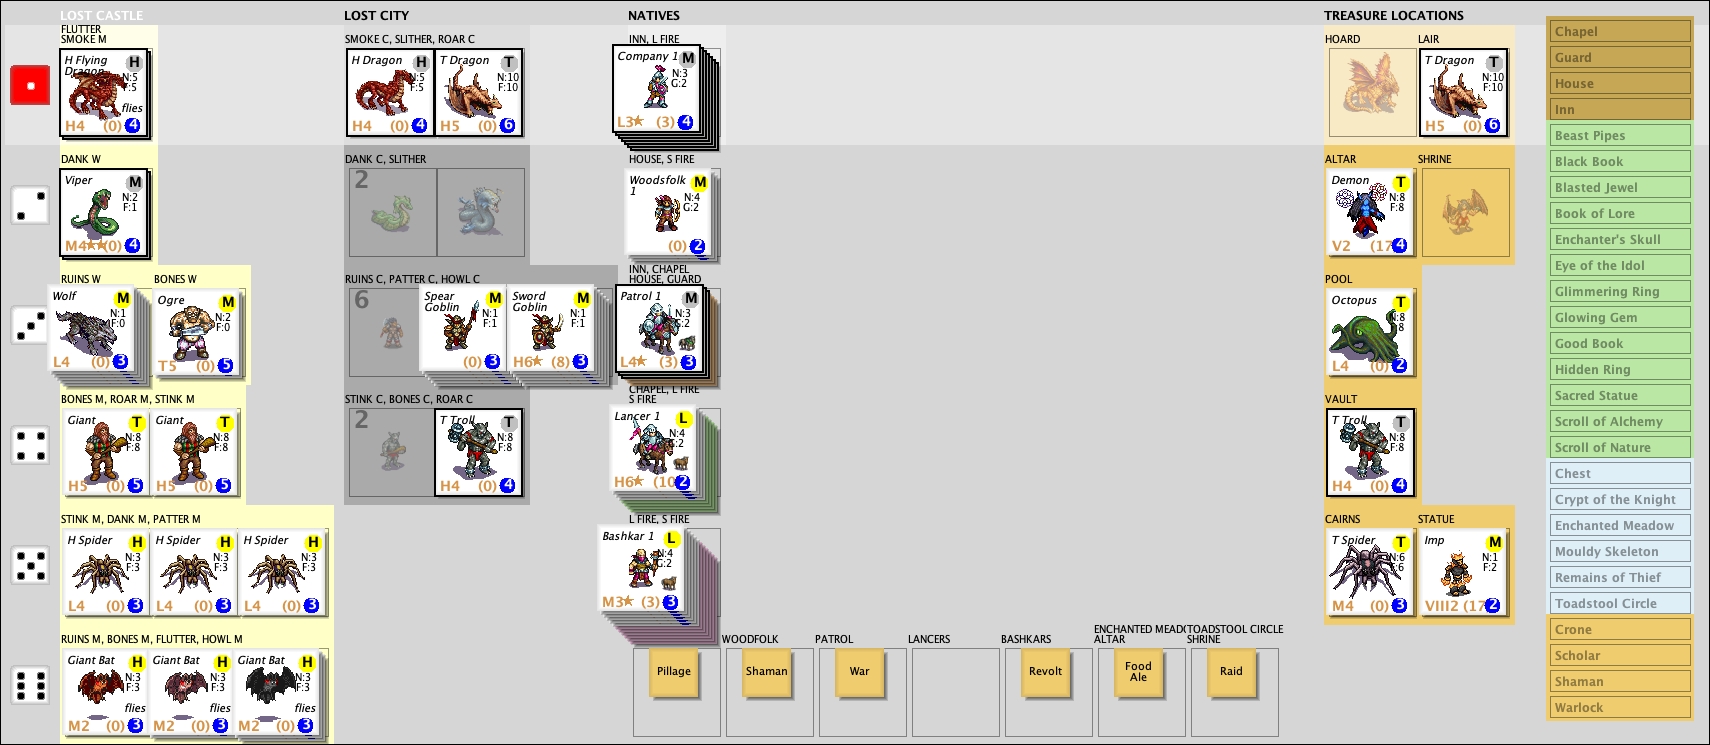 LOST CASTLE
LOST CITY
NATIVES
TREASURE LOCATIONS
FLUTTER
SMOKE M
H Flying
Dragon
H
N:5
F:5
flies
H4 (0) 4
SMOKE C, SLITHER, ROAR C
H Dragon
H
N:5
F:5
H4 (0) 4
T Dragon
T
N:10
F:10
H5 (0) 6
INN, L FIRE
Company 1
M
N:3
G:2
L3 (3) 4
HOARD
LAIR
T Dragon
T
N:10
F:10
H5 (0) 6
DANK W
Viper
M
N:2
F:1
M4 (0) 4
DANK C, SLITHER
2
HOUSE, S FIRE
Woodsfolk
1
M
N:4
G:2
(0) 2
ALTAR
SHRINE
Demon
T
N:8
F:8
V2 (17 4
RUINS W
BONES W
Wolf
M
N:1
F:0
L4 (0) 3
Ogre
M
N:2
F:0
T5 (0) 5
RUINS C, PATTER C, HOWL C
6
Spear
Goblin
M
N:1
F:1
(0) 3
Sword
Goblin
M
N:1
F:1
H6 (8) 3
INN, CHAPEL
HOUSE, GUARD
Patrol 1
M
N:3
G:2
L4 (3) 3
POOL
Octopus
T
N:8
F:8
L4 (0) 2
BONES M, ROAR M, STINK M
Giant
T
N:8
F:8
H5 (0) 5
Giant
T
N:8
F:8
H5 (0) 5
STINK C, BONES C, ROAR C
2
T Troll
T
N:8
F:8
H4 (0) 4
CHAPEL, L FIRE
S FIRE
Lancer 1
L
N:4
G:2
H6 (10 2
VAULT
T Troll
T
N:8
F:8
H4 (0) 4
STINK M, DANK M, PATTER M
H Spider
H
N:3
F:3
L4 (0) 3
H Spider
H
N:3
F:3
L4 (0) 3
H Spider
H
N:3
F:3
L4 (0) 3
L FIRE, S FIRE
Bashkar 1
L
N:4
G:2
M3 (3) 3
CAIRNS
STATUE
T Spider
T
N:6
F:6
M4 (0) 3
Imp
M
N:1
F:2
VIII2 (17 2
RUINS M, BONES M, FLUTTER, HOWL M
Giant Bat
H
N:3
F:3
flies
M2 (0) 3
Giant Bat
H
N:3
F:3
flies
M2 (0) 3
Giant Bat
H
N:3
F:3
flies
M2 (0) 3
WOODFOLK
PATROL
LANCERS
BASHKARS
ENCHANTED MEAD
ALTAR
TOADSTOOL CIRCLE
SHRINE
Pillage
Shaman
War
Revolt
Food
Ale
Raid
Chapel
Guard
House
Inn
Beast Pipes
Black Book
Blasted Jewel
Book of Lore
Enchanter's Skull
Eye of the Idol
Glimmering Ring
Glowing Gem
Good Book
Hidden Ring
Sacred Statue
Scroll of Alchemy
Scroll of Nature
Chest
Crypt of the Knight
Enchanted Meadow
Mouldy Skeleton
Remains of Thief
Toadstool Circle
Crone
Scholar
Shaman
Warlock